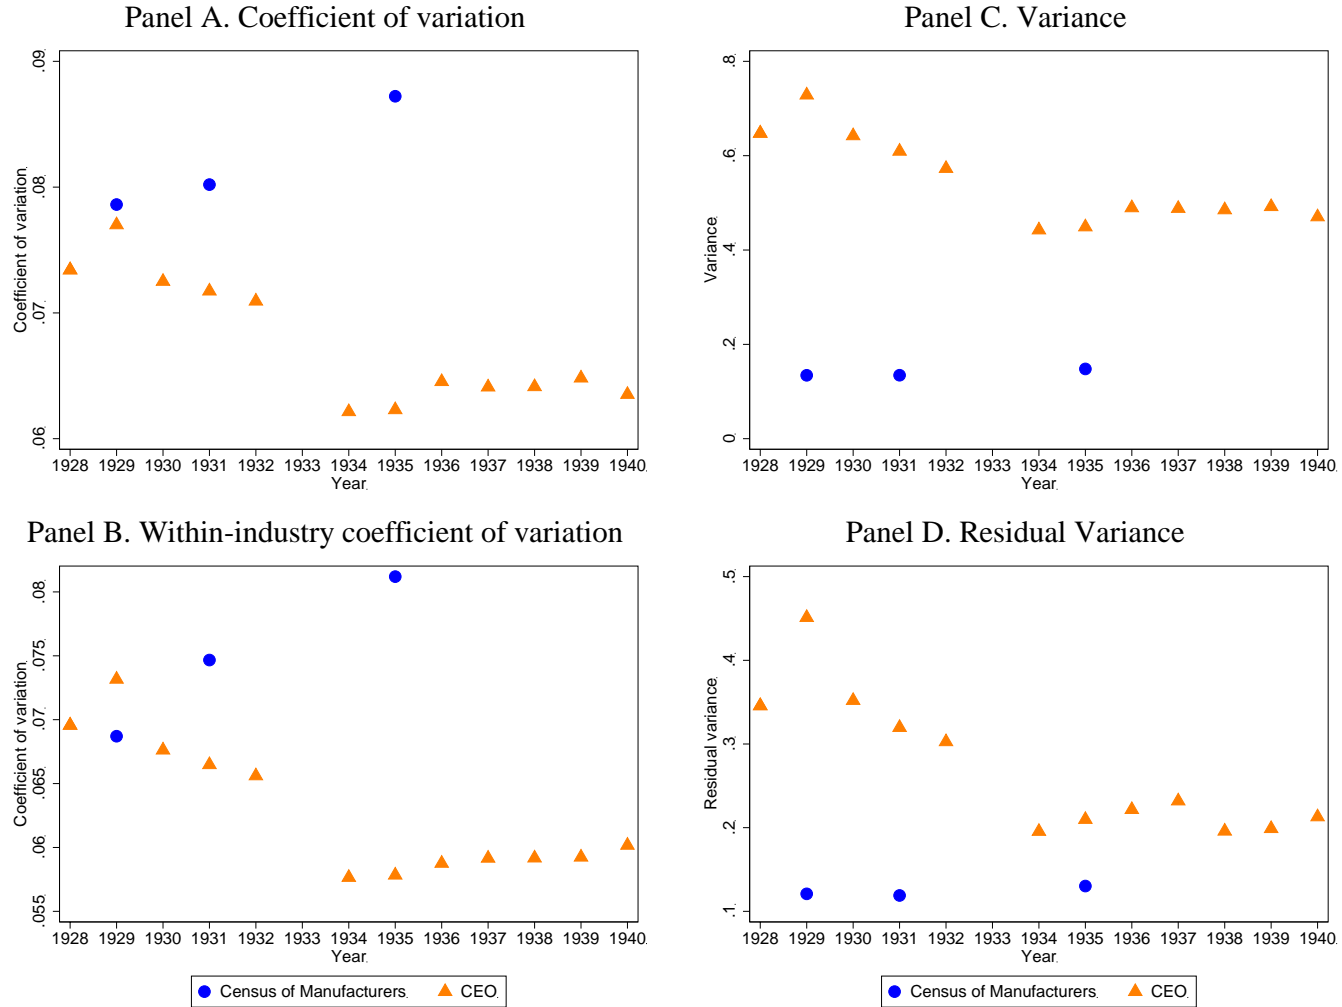 Panel A. Coefficient of variation
Coefficient of variation
.09
.08
.07
.06
1928 1929 1930 1931 1932 1933 1934 1935 1936 1937 1938 1939 1940
Year
Panel C. Variance
Variance
.8
.6
.4
.2
0
1928 1929 1930 1931 1932 1933 1934 1935 1936 1937 1938 1939 1940
Year
Panel B. Within-industry coefficient of variation
Coefficient of variation
.08
.075
.07
.065
.06
.055
1928 1929 1930 1931 1932 1933 1934 1935 1936 1937 1938 1939 1940
Year
Census of Manufacturers CEO
Panel D. Residual Variance
Residual variance
.5
.4
.3
.2
.1
1928 1929 1930 1931 1932 1933 1934 1935 1936 1937 1938 1939 1940
Year
Census of Manufacturers CEO